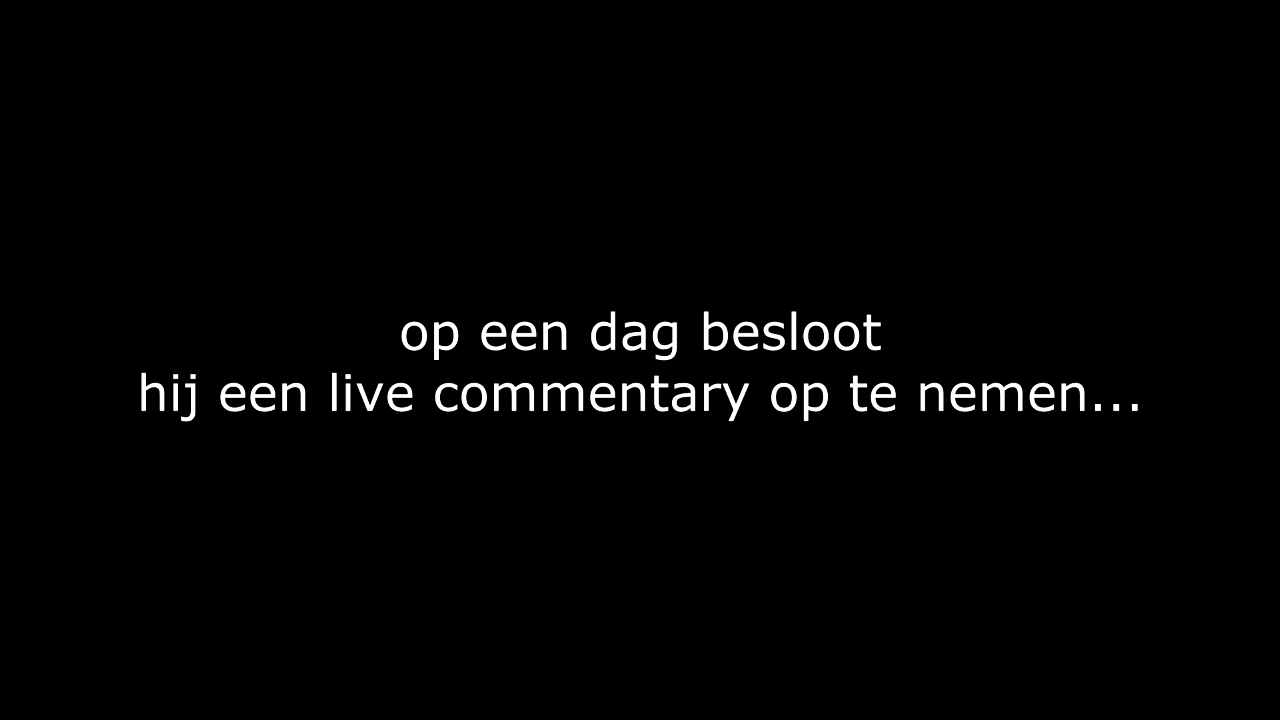 op een dag besloot
hij een live commentary op te nemen...